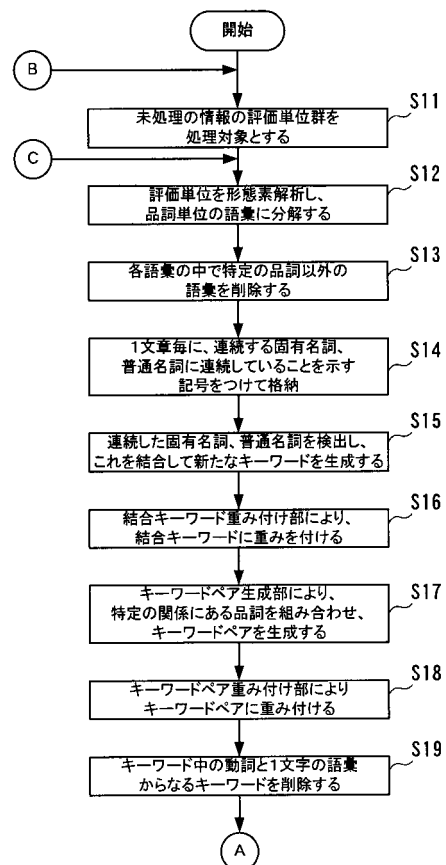 開始
B
S11
未処理の情報の評価単位群を
処理対象とする
C
S12
評価単位を形態素解析し、
品詞単位の語彙に分解する
S13
各語彙の中で特定の品詞以外の
語彙を削除する
S14
1文章毎に、連続する固有名詞、
普通名詞に連続していることを示す
記号をつけて格納
S15
連続した固有名詞、普通名詞を検出し、
これを結合して新たなキーワードを生成する
S16
結合キーワード重み付け部により、
結合キーワードに重みを付ける
S17
キーワードペア生成部により、
特定の関係にある品詞を組み合わせ、
キーワードペアを生成する
S18
キーワードペア重み付け部により
キーワードペアに重み付ける
S19
キーワード中の動詞と1文字の語彙
からなるキーワードを削除する
A